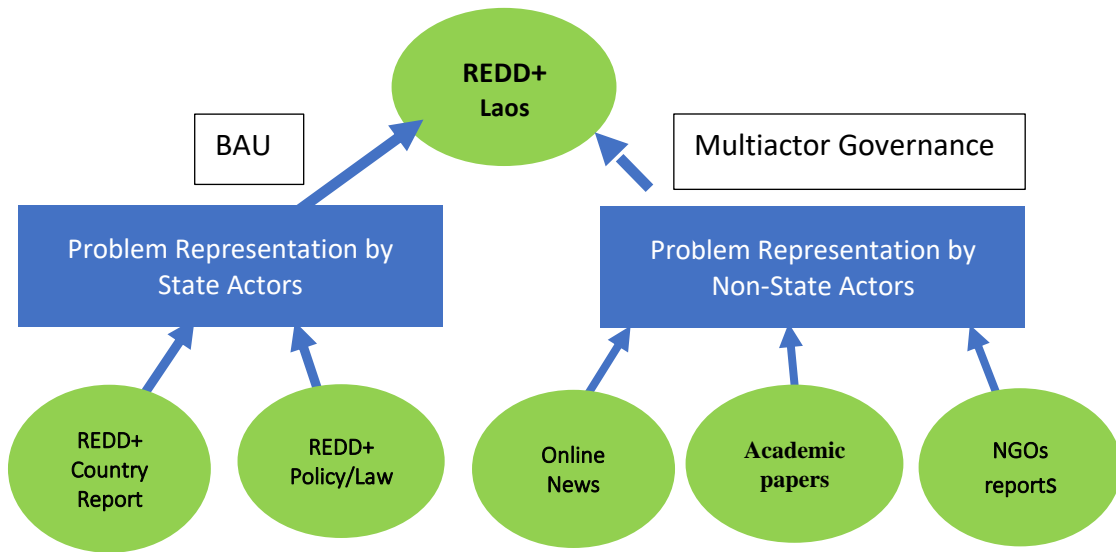 REDD+
Laos
BAU
Multiactor Governance
Problem Representation by
State Actors
Problem Representation by
Non-State Actors
REDD+
Country
Report
REDD+
Policy/Law
Online
News
Academic
papers
NGOs
reports